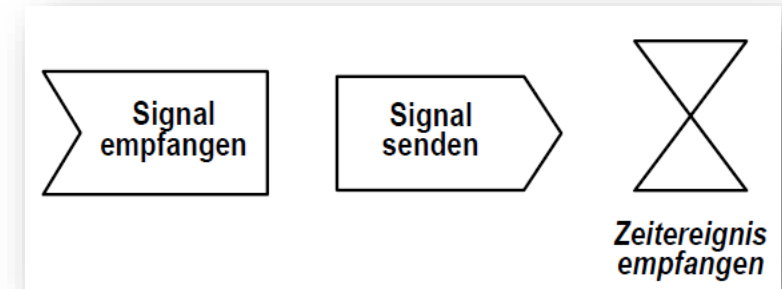 Signal
empfangen
Signal
senden
Zeitereignis
empfangen